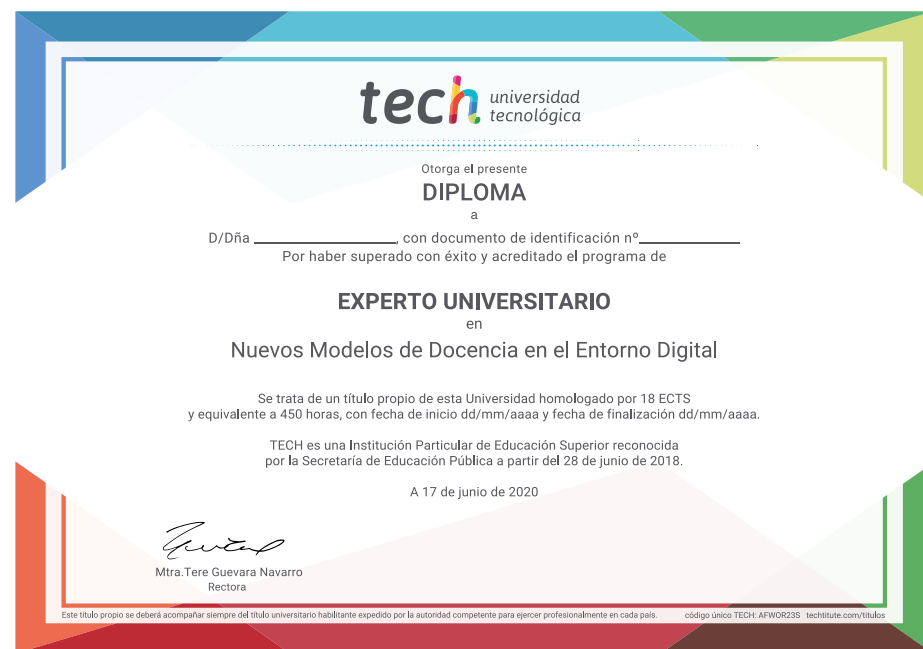 tech universidad
tecnológica
Otorga el presente
DIPLOMA
a
D/Dña ____________, con documento de identificación nº____________
Por haber superado con éxito y acreditado el programa de
EXPERTO UNIVERSITARIO
en
Nuevos Modelos de Docencia en el Entorno Digital
Se trata de un título propio de esta Universidad homologado por 18 ECTS
y equivalente a 450 horas, con fecha de inicio dd/mm/aaaa y fecha de finalización dd/mm/aaaa.
TECH es una Institución Particular de Educación Superior reconocida
por la Secretaría de Educación Pública a partir del 28 de junio de 2018.
A 17 de junio de 2020
Mtra.Tere Guevara Navarro
Rectora
Este título propio se deberá acompañar siempre del título universitario habilitante expedido por la autoridad competente para ejercer profesionalmente en cada país. código único TECH: AFWOR23S techtitute.com/titulos